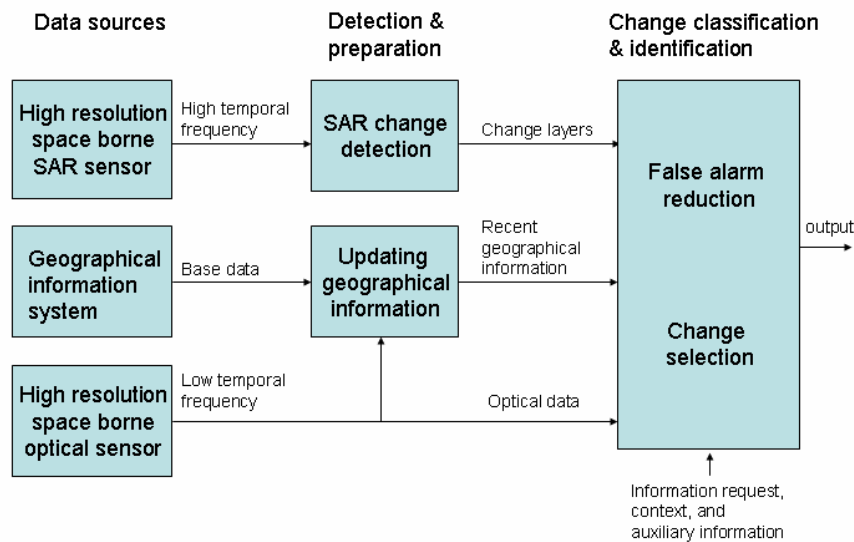 Data sources
Detection &
preparation
Change classification
& identification
High resolution
space borne
SAR sensor
High temporal
frequency
SAR change
detection
Change layers
False alarm
reduction
output
Geographical
information
system
Base data
Updating
geographical
information
Recent
geographical
information
Change
selection
High resolution
space borne
optical sensor
Low temporal
frequency
Optical data
Information request,
context, and
auxiliary information